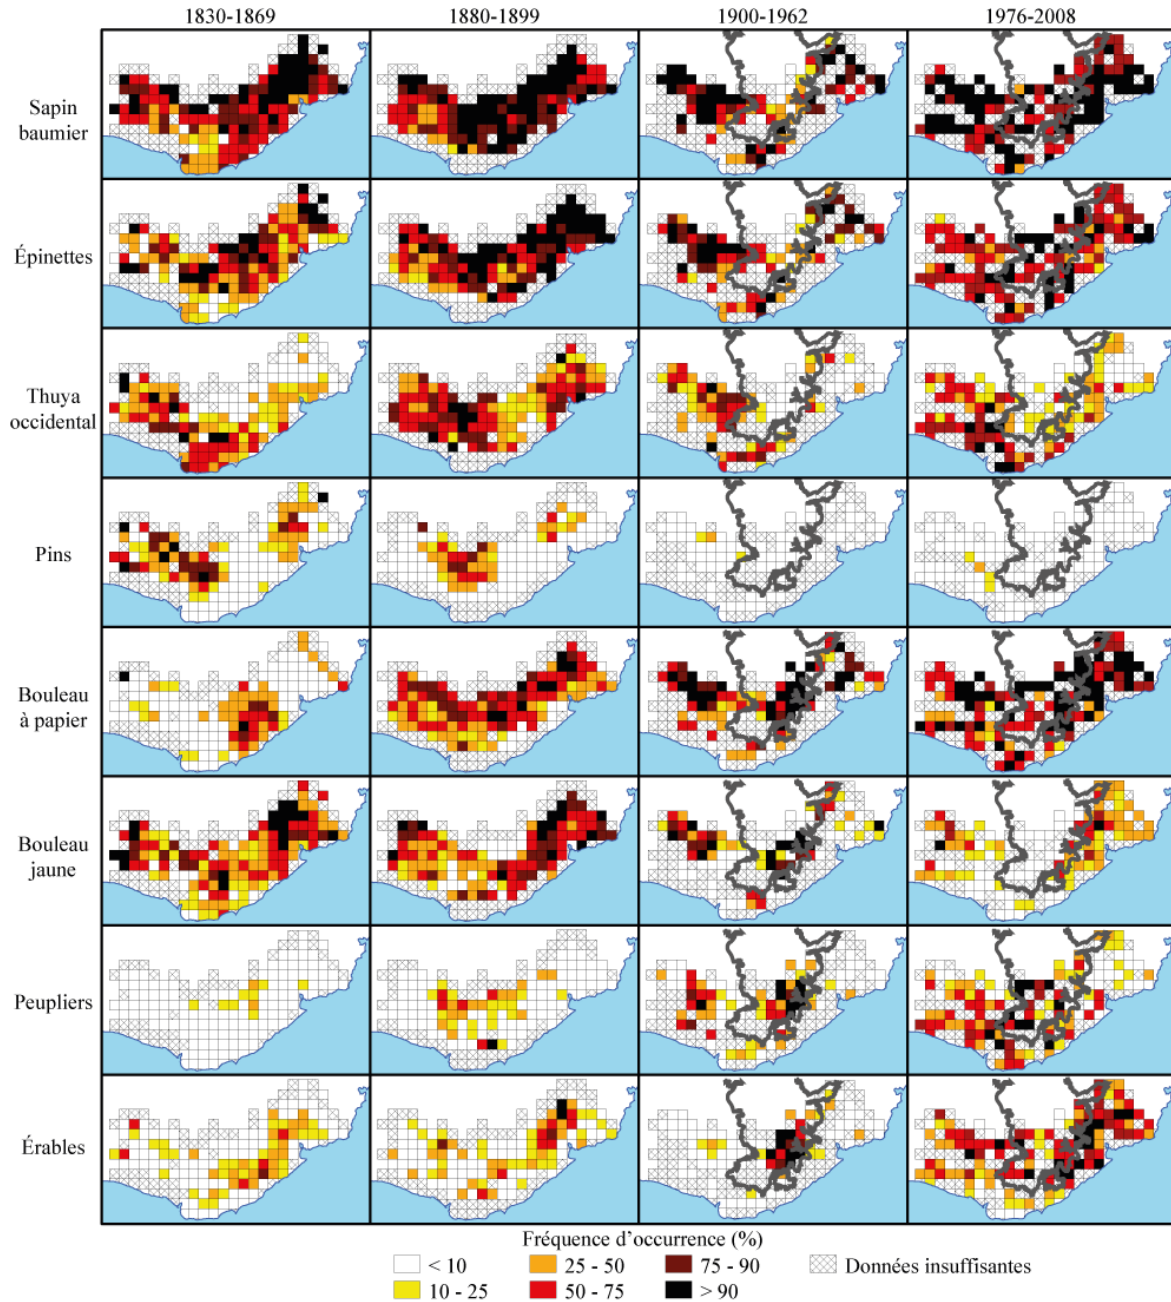 1830-1869 1880-1899 1900-1962 1976-2008
Sapin
baumier
Épinettes
Thuya
occidental
Pins
Bouleau
à papier
Bouleau
jaune
Peupliers
Érables
Fréquence d’occurrence (%)
< 10 25 - 50 75 - 90 Données insuffisantes
10 - 25 50 - 75 > 90